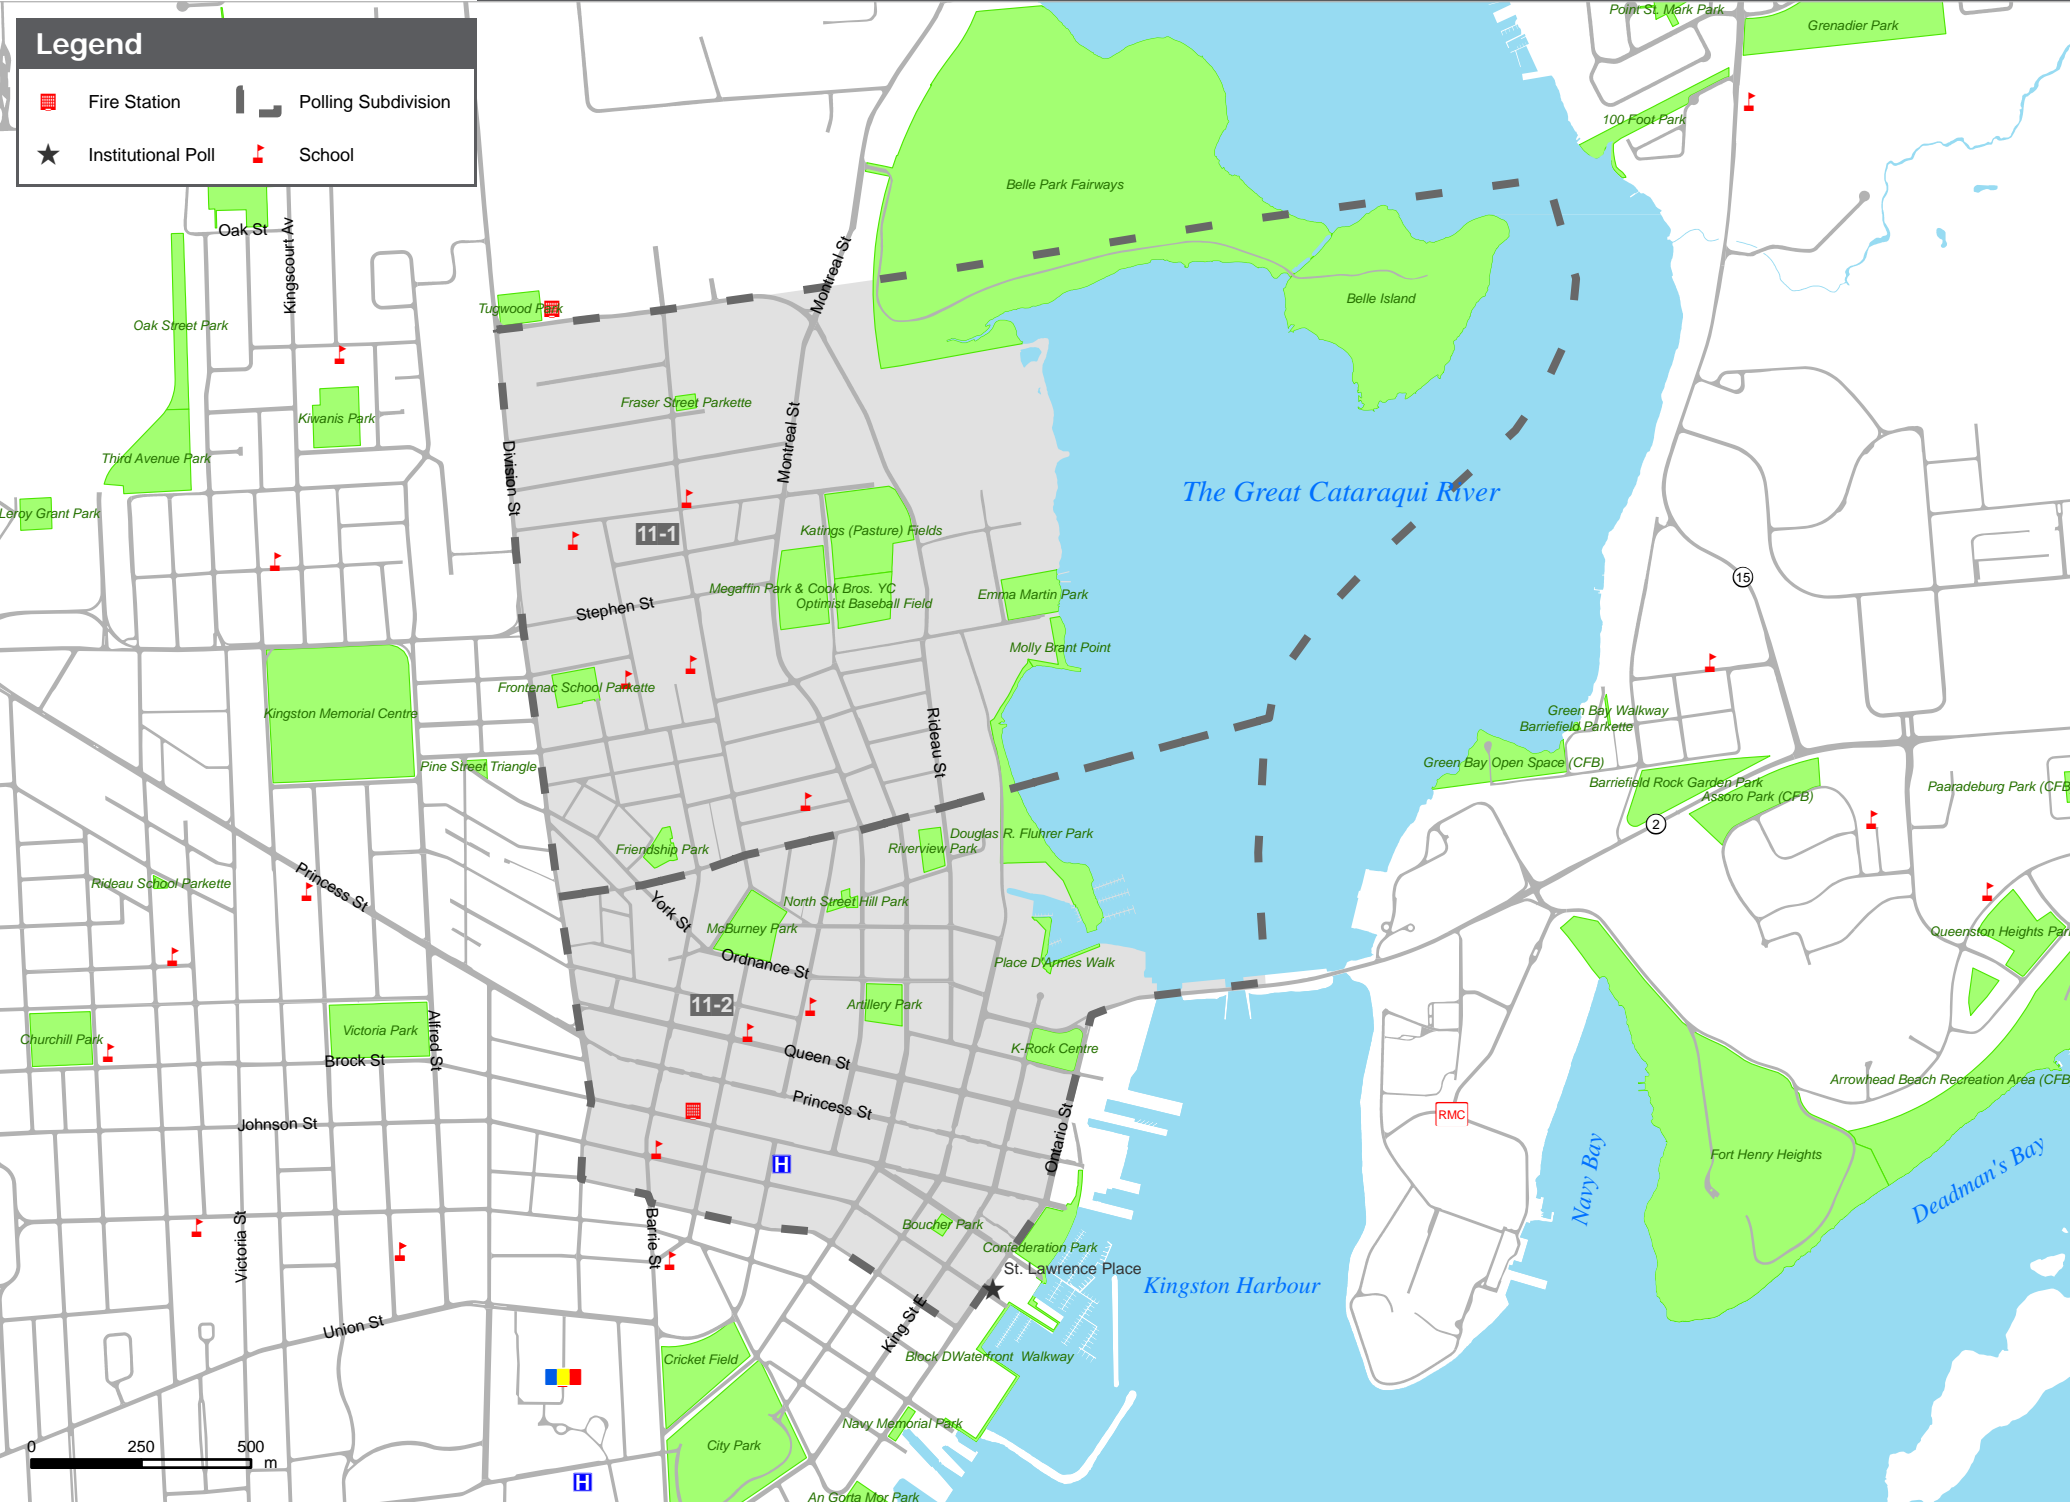 Legend
Fire Station
Polling Subdivision
Institutional Poll
School
Point St. Mark Park
Grenadier Park
100 Foot Park
Belle Park Fairways
Oak St
Kingscourt Av
Montreal St
Belle Island
Tugwood Park
Oak Street Park
Fraser Street Parkette
Kiwanis Park
Montreal St
Third Avenue Park
Division St
The Great Cataraqui River
Leroy Grant Park
11-1
Katings (Pasture) Fields
15
Megaffin Park & Cook Bros. YC
Optimist Baseball Field
Emma Martin Park
Stephen St
Molly Brant Point
Frontenac School Parkette
Kingston Memorial Centre
Rideau St
Green Bay Walkway
Barriefield Parkette
Pine Street Triangle
Green Bay Open Space (CFB)
Barriefield Rock Garden Park
Assoro Park (CFB)
Paaradeburg Park (CFB
2
Douglas R. Fluhrer Park
Friendship Park
Riverview Park
Rideau School Parkette
Princess St
York St
North Street Hill Park
McBurney Park
Queenston Heights Par
Ordnance St
Place D'Armes Walk
11-2
Artillery Park
Churchill Park
Victoria Park
Alfred St
Brock St
Queen St
K-Rock Centre
Arrowhead Beach Recreation Area (CFB
Princess St
Johnson St
Ontario St
RMC
H
Fort Henry Heights
Navy Bay
Deadman's Bay
Victoria St
Barrie St
Boucher Park
Confederation Park
St. Lawrence Place
Kingston Harbour
Union St
King St E
Cricket Field
Block DWaterfront Walkway
Navy Memorial Park
City Park
0 250 500
m
H
An Gorta Mor Park